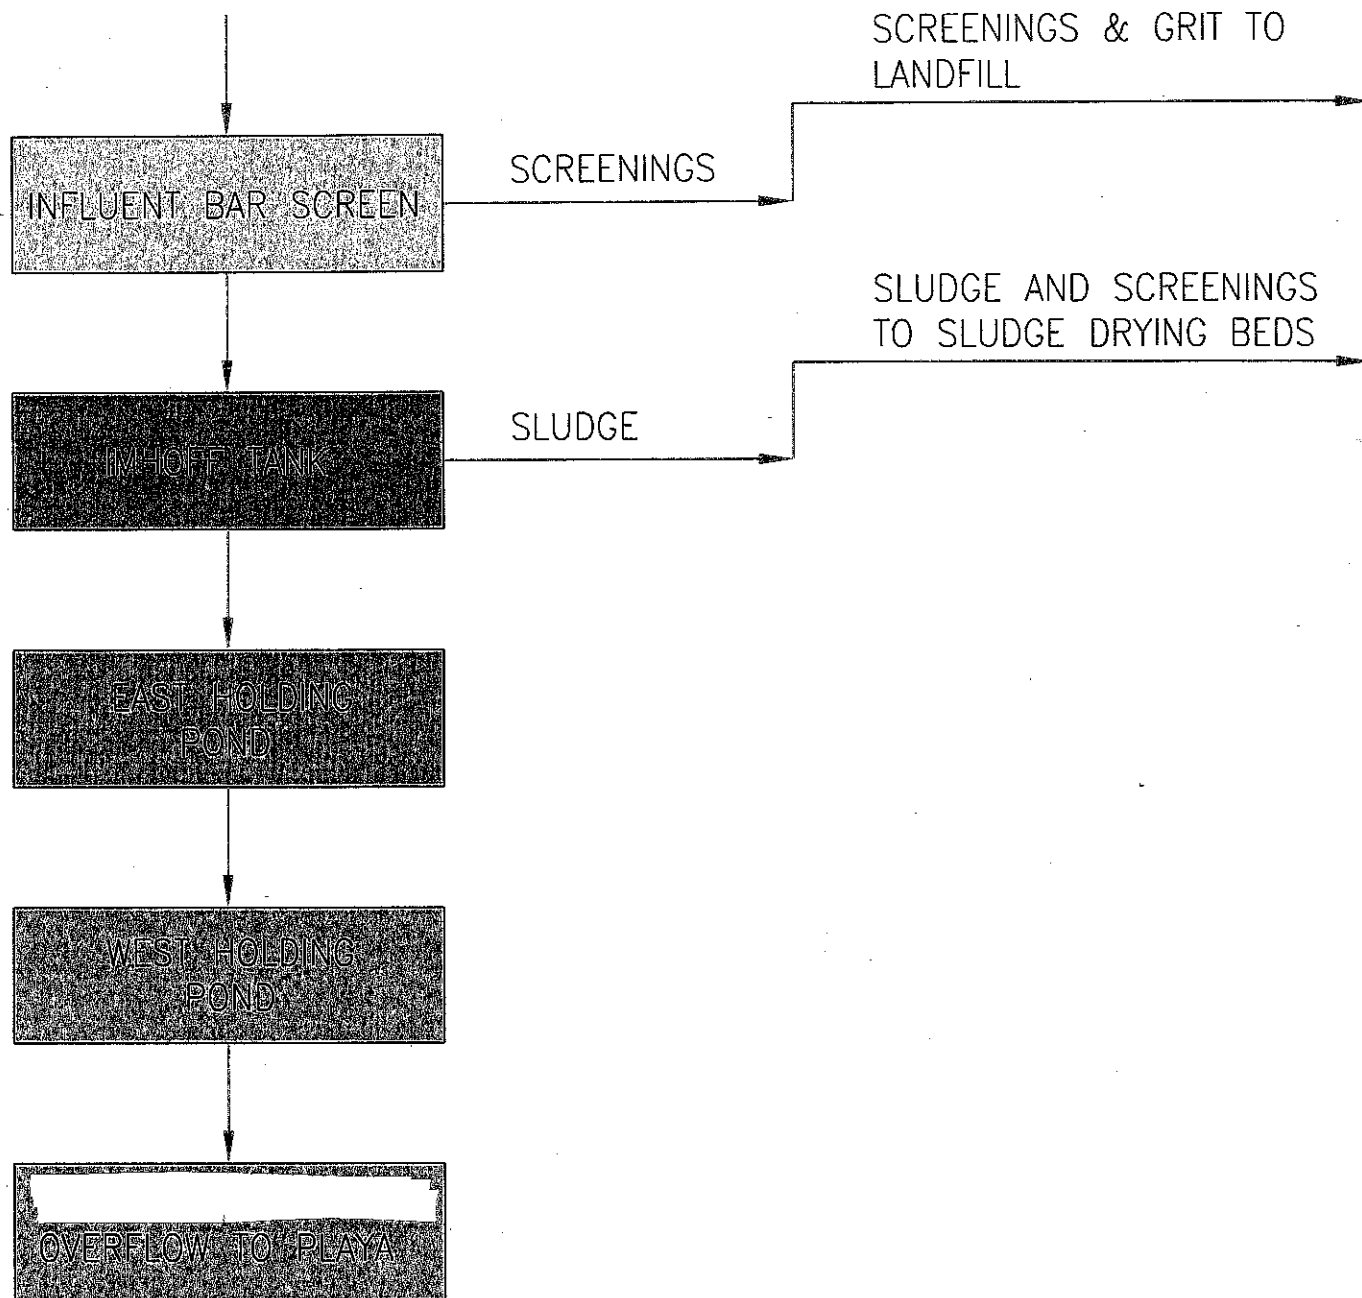 SCREENINGS & GRIT TO
LANDFILL
SCREENINGS
INFLUENT BAR SCREEN
SLUDGE AND SCREENINGS
TO SLUDGE DRYING BEDS
SLUDGE
IMHOFF TANK
EAST HOLDING
POND
WEST HOLDING
POND
OVERFLOW TO PLAYA